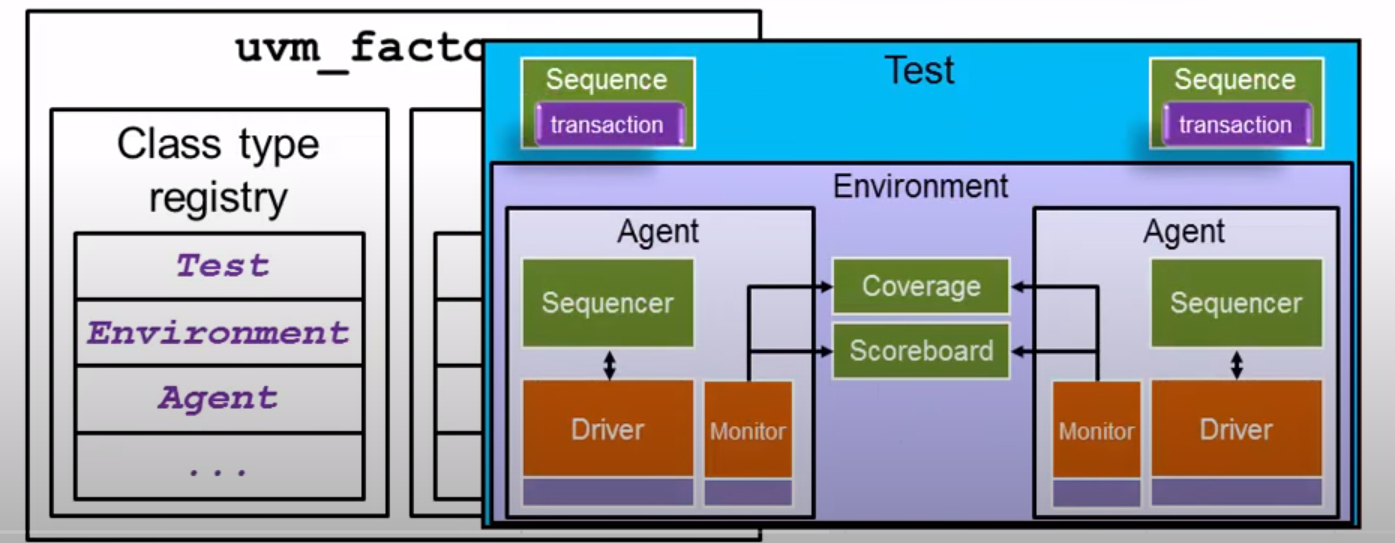 uvm_facto
Class type
registry
Test
Environment
Agent
...
Test
Sequence
transaction
Sequence
transaction
Environment
Agent
Sequencer
Driver
Monitor
Coverage
Scoreboard
Agent
Sequencer
Monitor
Driver